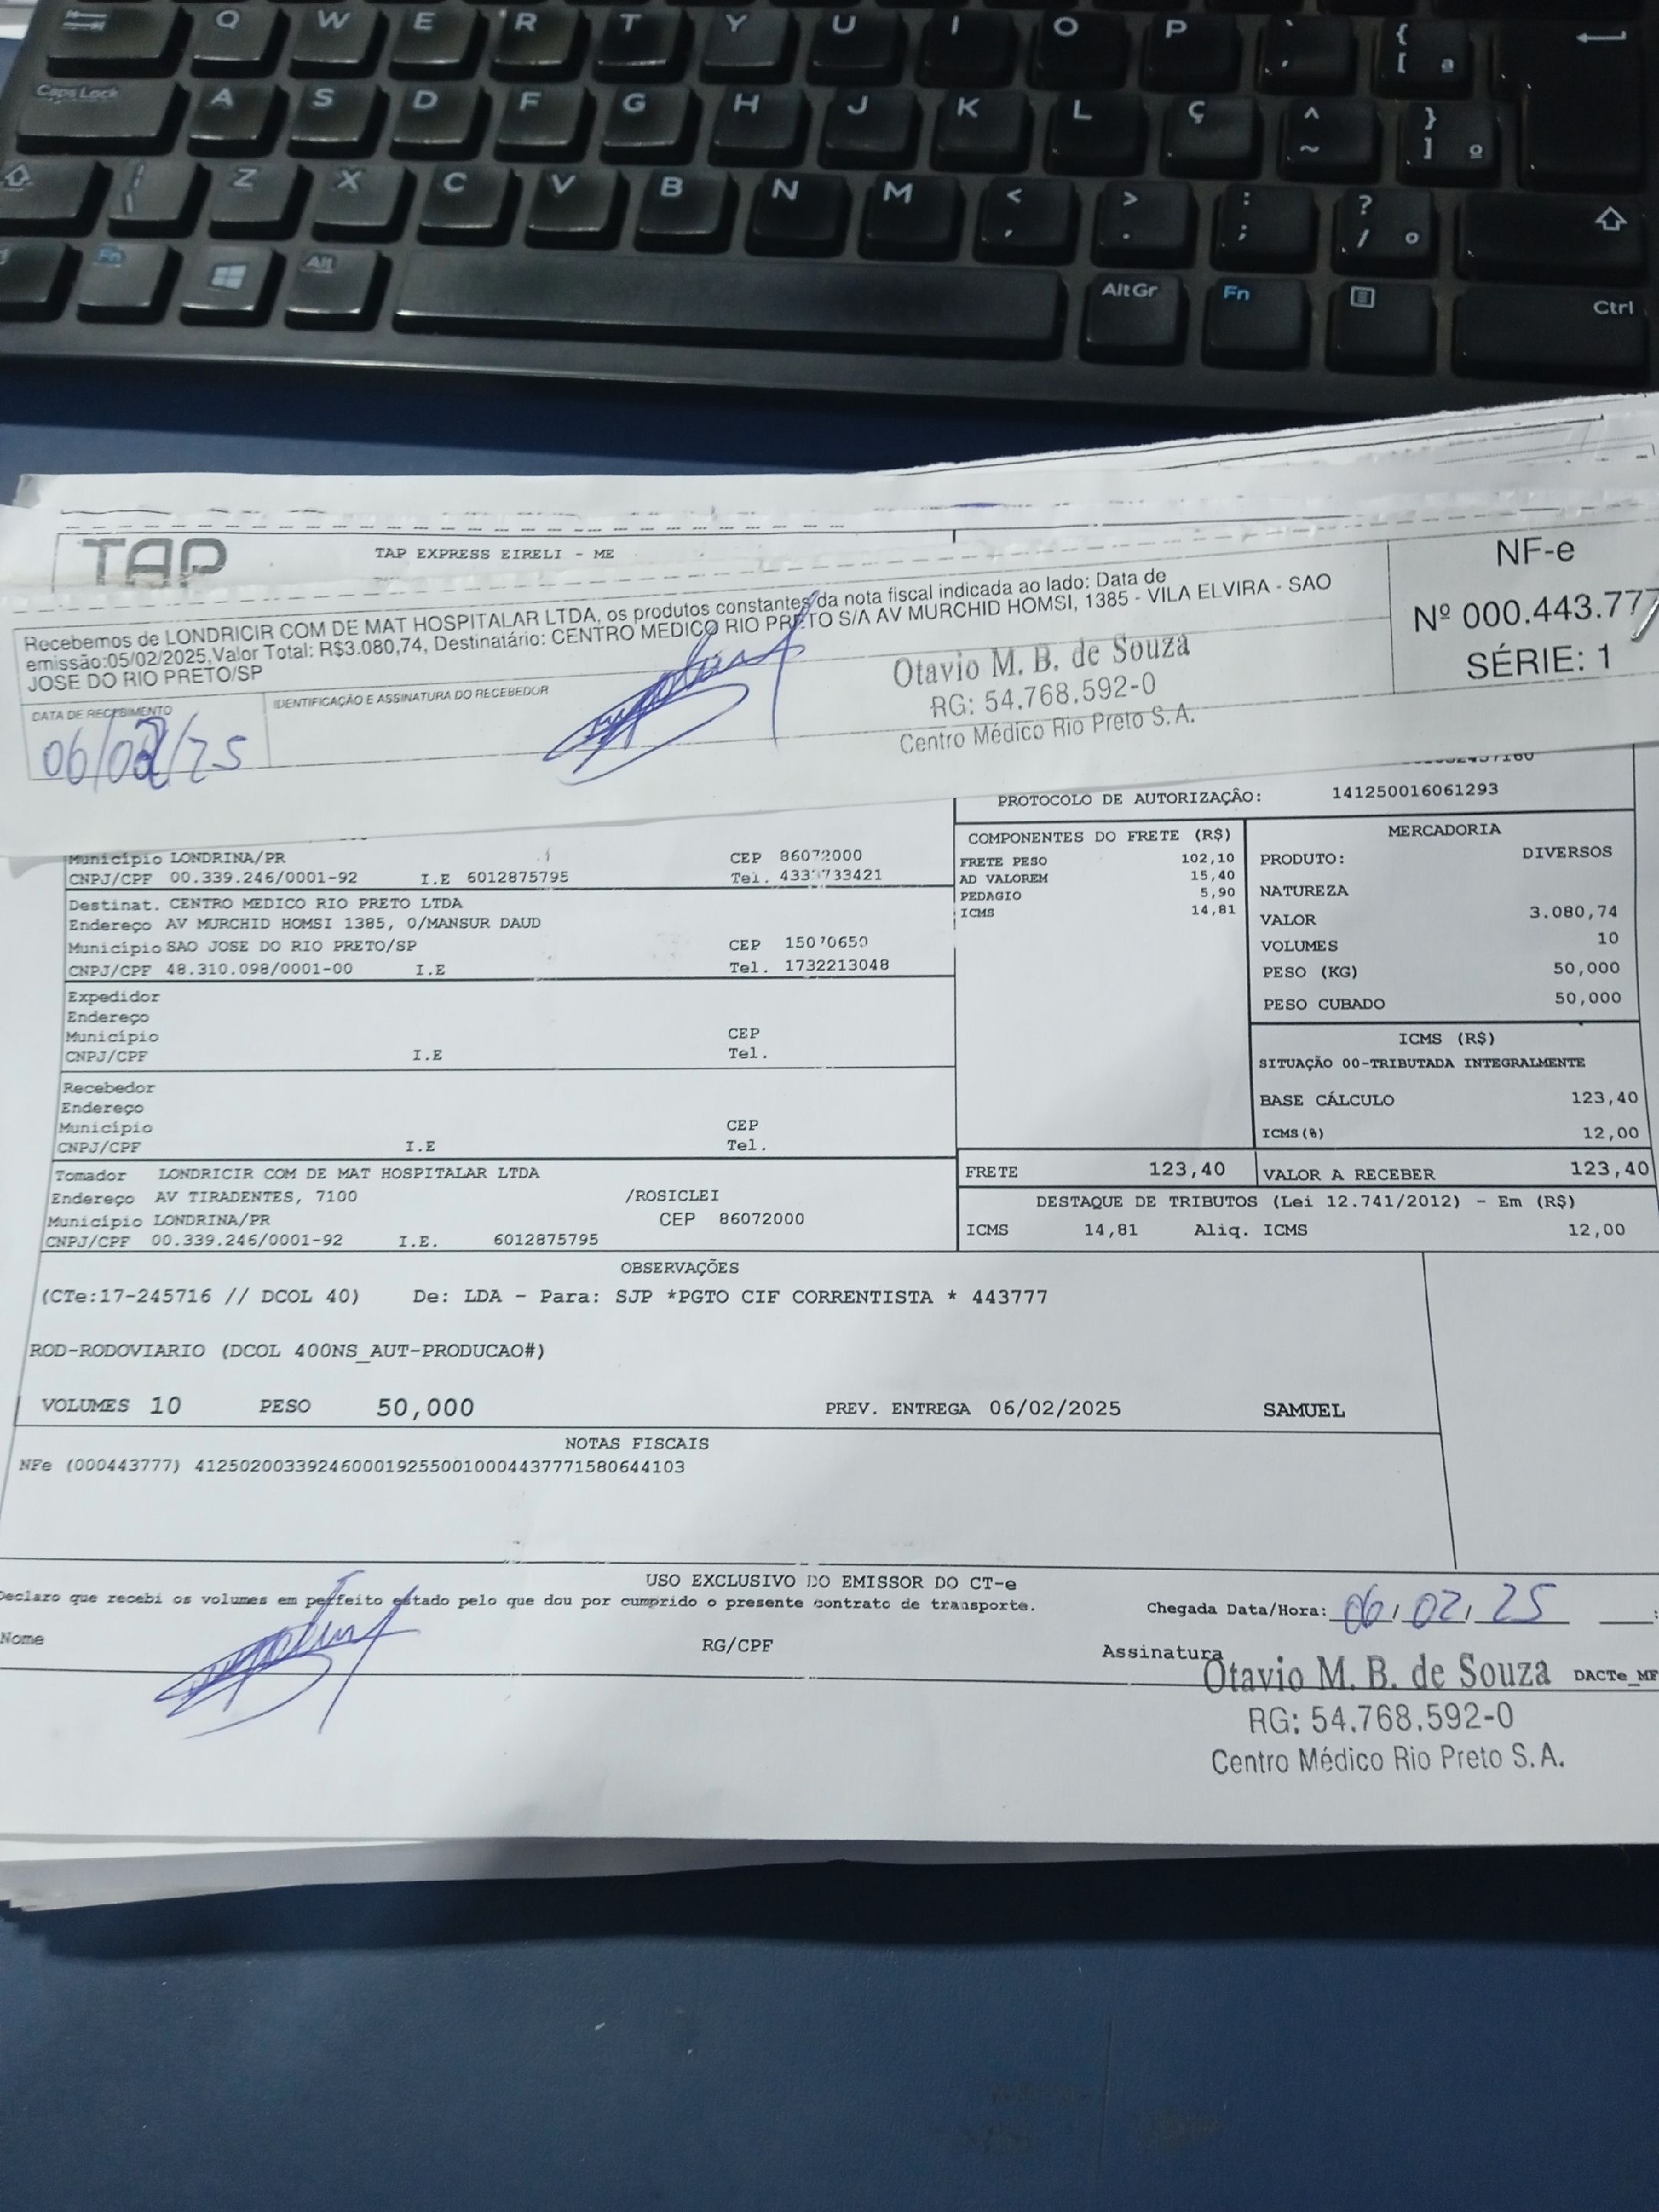 Q W E R T Y U I O P ` ´ { [ ª
Caps Lock A S D F G H J K L Ç ^ ~ } ] º
Z X C V B N M < , > . : ; ? / °
Fn Alt AltGr Fn Ctrl
TAP TAP EXPRESS EIRELI - ME
Recebemos de LONDRICIR COM DE MAT HOSPITALAR LTDA, os produtos constantes da nota fiscal indicada ao lado: Data de
emissão:05/02/2025,Valor Total: R$3.080,74, Destinatário: CENTRO MEDICO RIO PRETO S/A AV MURCHID HOMSI, 1385 - VILA ELVIRA - SAO
JOSE DO RIO PRETO/SP
NF-e
Nº 000.443.777
SÉRIE: 1
DATA DE RECEBIMENTO
06/02/25
IDENTIFICAÇÃO E ASSINATURA DO RECEBEDOR
Otavio M. B. de Souza
RG: 54.768.592-0
Centro Médico Rio Preto S.A.
PROTOCOLO DE AUTORIZAÇÃO: 141250016061293
Município LONDRINA/PR CEP 86072000
CNPJ/CPF 00.339.246/0001-92 I.E 6012875795 Tel.
Destinat. CENTRO MEDICO RIO PRETO LTDA
Endereço AV MURCHID HOMSI 1385, 0/MANSUR DAUD
Município SAO JOSE DO RIO PRETO/SP CEP 15070650
CNPJ/CPF 48.310.098/0001-00 I.E Tel. 1732213048
Expedidor
Endereço
Município CEP
CNPJ/CPF I.E Tel.
Recebedor
Endereço
Município CEP
CNPJ/CPF I.E Tel.
Tomador LONDRICIR COM DE MAT HOSPITALAR LTDA
Endereço AV TIRADENTES, 7100 /ROSICLEI
Município LONDRINA/PR CEP 86072000
CNPJ/CPF 00.339.246/0001-92 I.E. 6012875795
COMPONENTES DO FRETE (R$)
FRETE PESO 102,10
AD VALOREM 15,40
PEDAGIO 5,90
ICMS 14,81
MERCADORIA
PRODUTO: DIVERSOS
NATUREZA
VALOR 3.080,74
VOLUMES 10
PESO (KG) 50,000
PESO CUBADO 50,000
ICMS (R$)
SITUAÇÃO 00-TRIBUTADA INTEGRALMENTE
BASE CÁLCULO 123,40
ICMS(%) 12,00
FRETE 123,40 VALOR A RECEBER 123,40
DESTAQUE DE TRIBUTOS (Lei 12.741/2012) - Em (R$)
ICMS 14,81 Aliq. ICMS 12,00
OBSERVAÇÕES
(CTe:17-245716 // DCOL 40) De: LDA - Para: SJP *PGTO CIF CORRENTISTA * 443777
ROD-RODOVIARIO (DCOL 400NS_AUT-PRODUCAO#)
VOLUMES 10 PESO 50,000 PREV. ENTREGA 06/02/2025 SAMUEL
NOTAS FISCAIS
NFe (000443777) 41250200339246000192550010004437771580644103
USO EXCLUSIVO DO EMISSOR DO CT-e
Declaro que recebi os volumes em perfeito estado pelo que dou por cumprido o presente contrato de transporte.
Chegada Data/Hora: 06/02/25 :
Nome RG/CPF Assinatura
Otavio M. B. de Souza DACTe_MF
RG: 54.768.592-0
Centro Médico Rio Preto S.A.